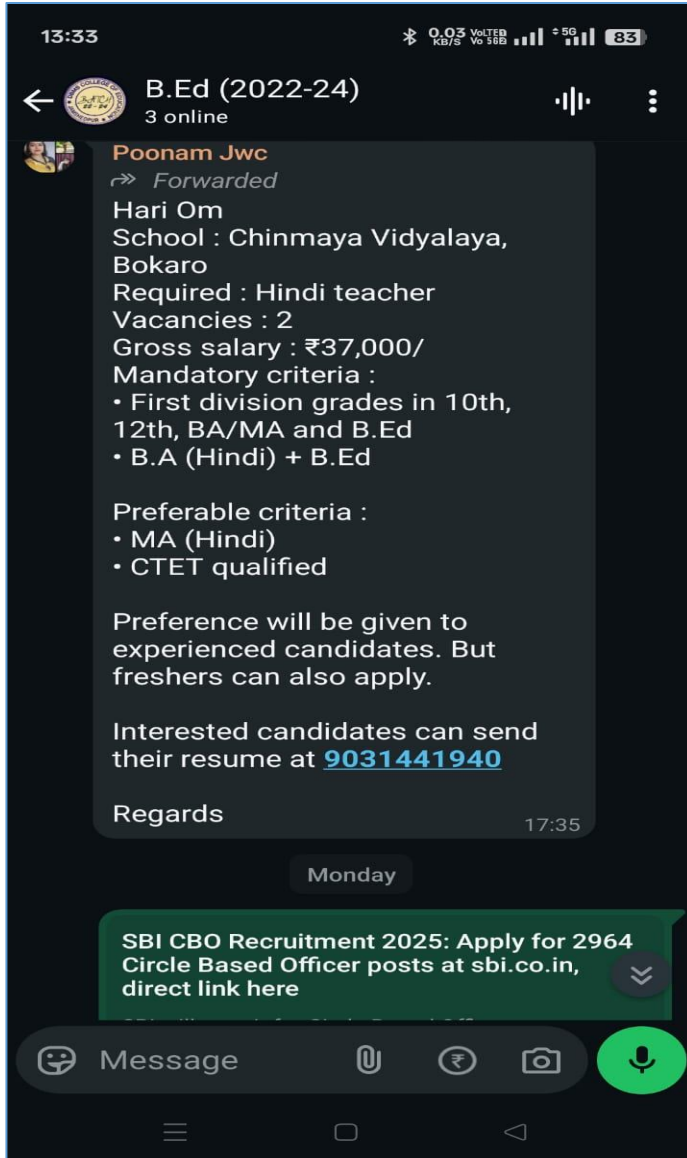 13:33
0.03 KB/S VoLTE 5G 83
B.Ed (2022-24)
3 online
Poonam Jwc
Forwarded
Hari Om
School : Chinmaya Vidyalaya,
Bokaro
Required : Hindi teacher
Vacancies : 2
Gross salary : ₹37,000/
Mandatory criteria :
• First division grades in 10th,
12th, BA/MA and B.Ed
• B.A (Hindi) + B.Ed
Preferable criteria :
• MA (Hindi)
• CTET qualified
Preference will be given to
experienced candidates. But
freshers can also apply.
Interested candidates can send
their resume at 9031441940
Regards
17:35
Monday
SBI CBO Recruitment 2025: Apply for 2964
Circle Based Officer posts at sbi.co.in,
direct link here
Message